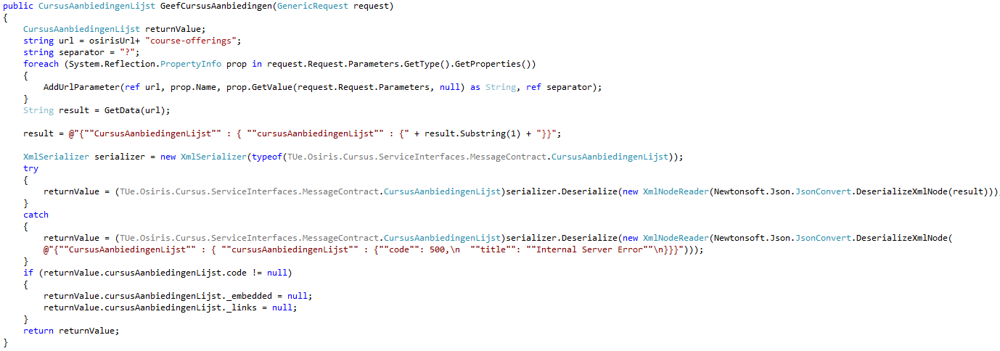 public CursusAanbiedingenLijst GeefCursusAanbiedingen(GenericRequest request)
{
    CursusAanbiedingenLijst returnValue;
    string url = osirisUrl+ "course-offerings";
    string separator = "?";
    foreach (System.Reflection.PropertyInfo prop in request.Request.Parameters.GetType().GetProperties())
    {
        AddUrlParameter(ref url, prop.Name, prop.GetValue(request.Request.Parameters, null) as String, ref separator);
    }
    String result = GetData(url);

    result = @"{""CursusAanbiedingenLijst"" : { ""cursusAanbiedingenLijst"" : {" + result.Substring(1) + "}}";

    XmlSerializer serializer = new XmlSerializer(typeof(TUe.Osiris.Cursus.ServiceInterfaces.MessageContract.CursusAanbiedingenLijst));
    try
    {
        returnValue = (TUe.Osiris.Cursus.ServiceInterfaces.MessageContract.CursusAanbiedingenLijst)serializer.Deserialize(new XmlNodeReader(Newtonsoft.Json.JsonConvert.DeserializeXmlNode(result)));
    }
    catch
    {
        returnValue = (TUe.Osiris.Cursus.ServiceInterfaces.MessageContract.CursusAanbiedingenLijst)serializer.Deserialize(new XmlNodeReader(Newtonsoft.Json.JsonConvert.DeserializeXmlNode(
        @"{""CursusAanbiedingenLijst"" : { ""cursusAanbiedingenLijst"" : {""code"": 500,\n  ""title"": ""Internal Server Error""\n}}}")));
    }
    if (returnValue.cursusAanbiedingenLijst.code != null)
    {
        returnValue.cursusAanbiedingenLijst._embedded = null;
        returnValue.cursusAanbiedingenLijst._links = null;
    }
    return returnValue;
}